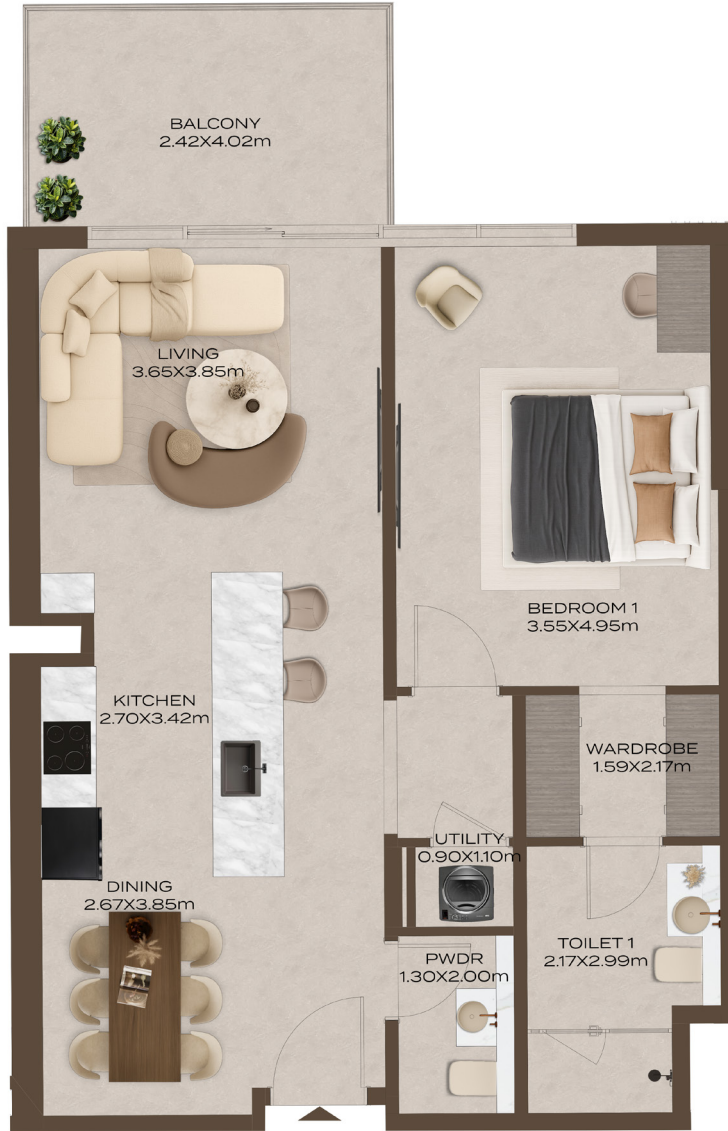 BALCONY
2.42X4.02m
LIVING
3.65X3.85m
BEDROOM 1
3.55X4.95m
KITCHEN
2.70X3.42m
WARDROBE
1.59X2.17m
UTILITY
0.90X1.10m
DINING
2.67X3.85m
PWDR
1.30X2.00m
TOILET 1
2.17X2.99m